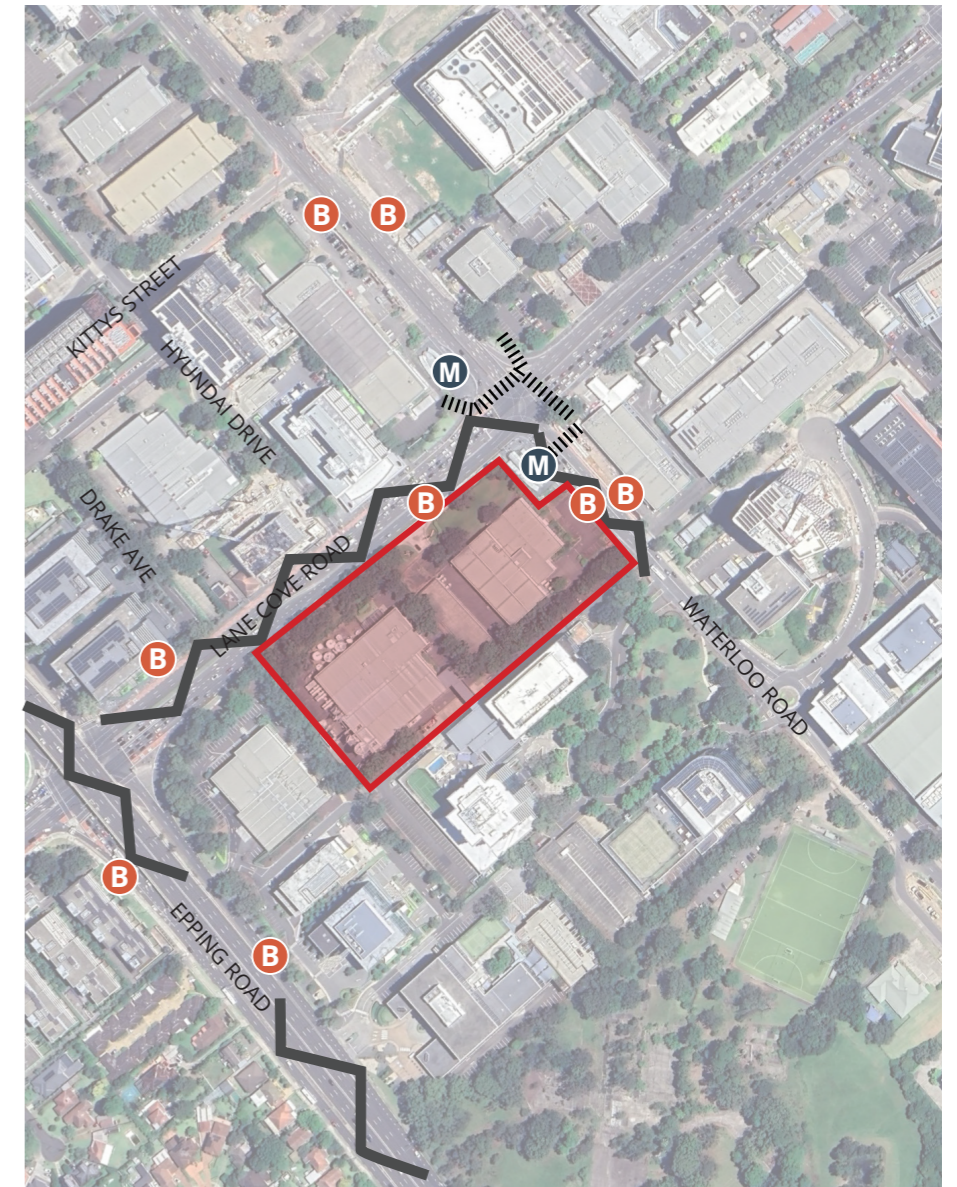 B
B
KITTYS STREET
HYUNDAI DRIVE
M
M
B
B
B
DRAKE AVE
LANE COVE ROAD
WATERLOO ROAD
B
B
EPPING ROAD
B